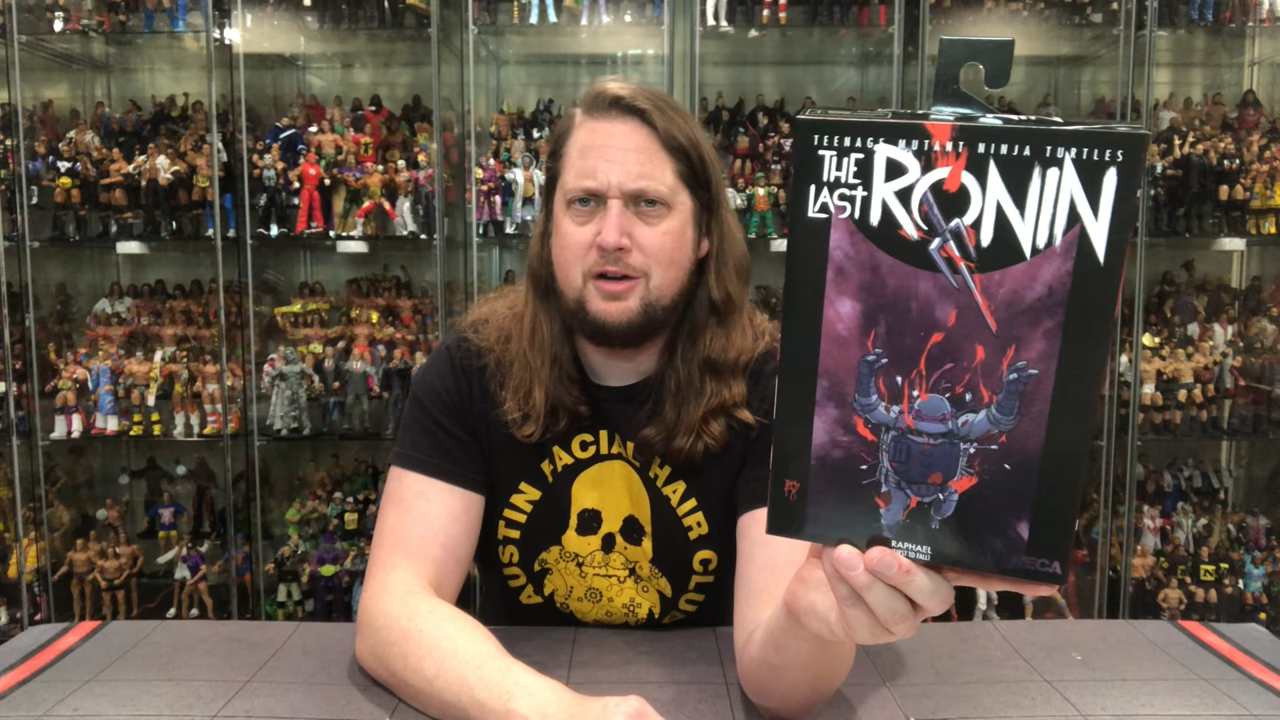 TEENAGE MUTANT NINJA TURTLES
THE
LAST
RONIN
RAPHAEL
(FIRST TO FALL)
NECA
AUSTIN FACIAL HAIR CLUB